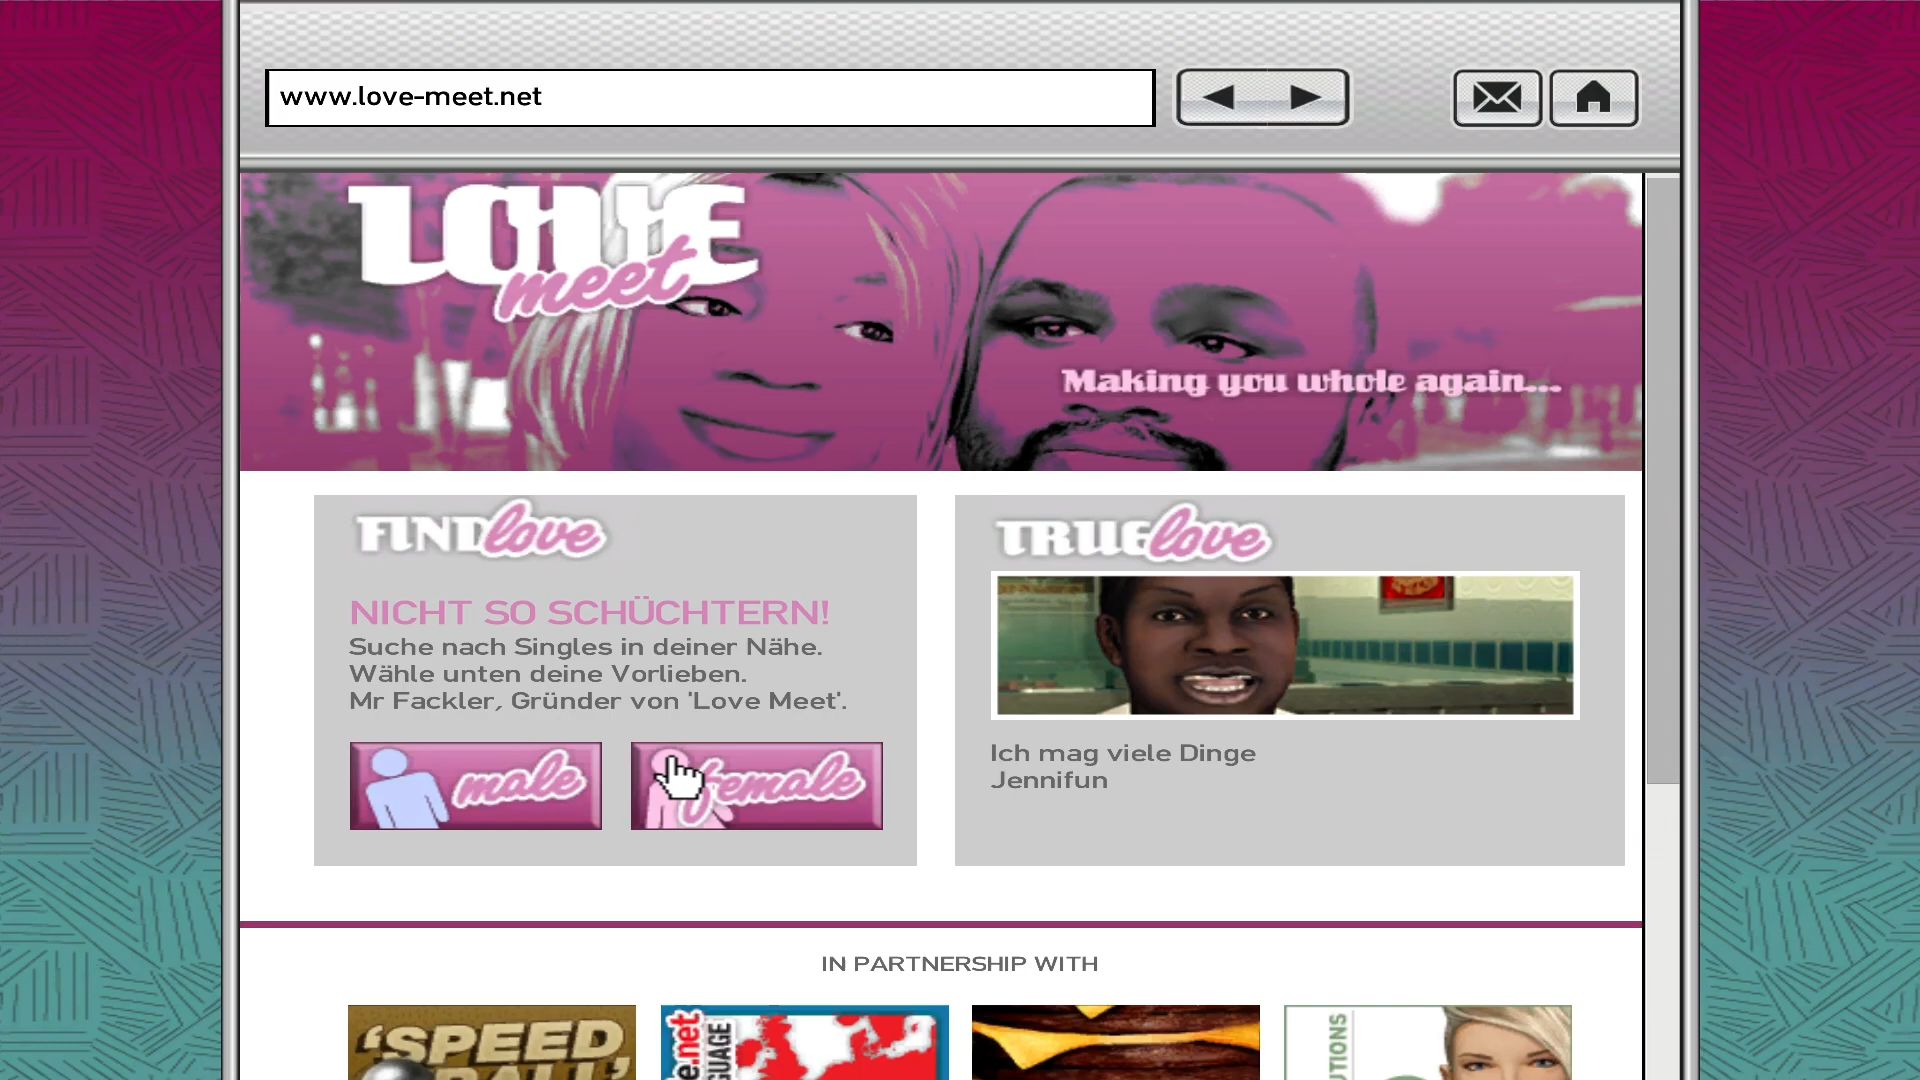 www.love-meet.net
LOVE
meet
Making you whole again...
FIND love
NICHT SO SCHÜCHTERN!
Suche nach Singles in deiner Nähe.
Wähle unten deine Vorlieben.
Mr Fackler, Gründer von 'Love Meet'.
male
female
TRUE love
Ich mag viele Dinge
Jennifun
IN PARTNERSHIP WITH
'SPEED
BALL'